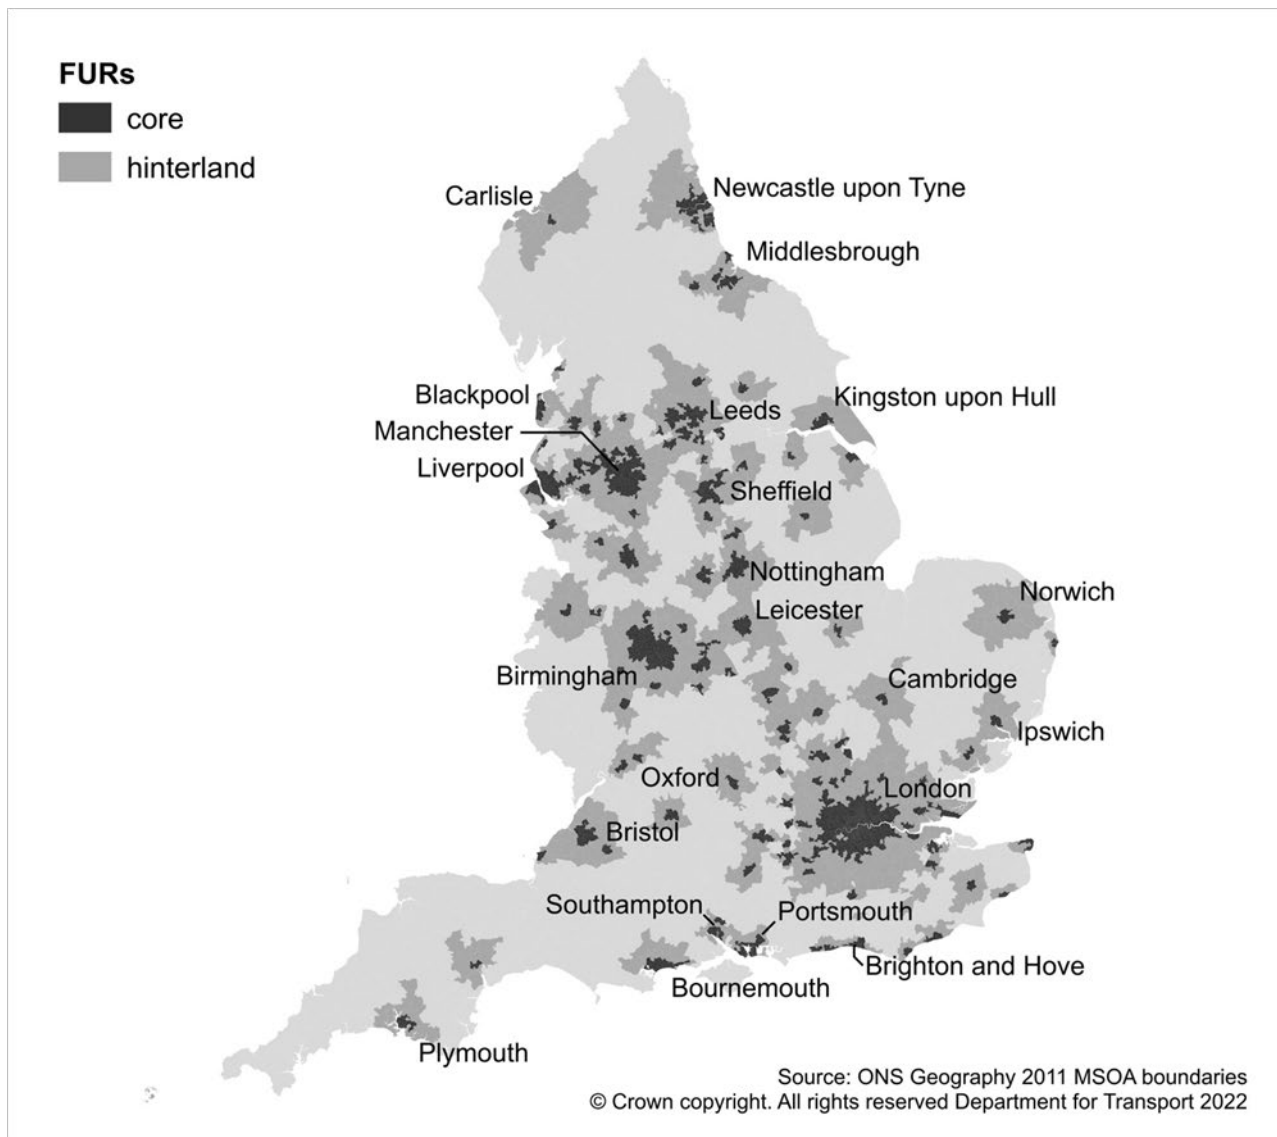 FURs
core
hinterland
Carlisle
Newcastle upon Tyne
Middlesbrough
Blackpool
Kingston upon Hull
Leeds
Manchester
Liverpool
Sheffield
Nottingham
Norwich
Leicester
Birmingham
Cambridge
Ipswich
Oxford
London
Bristol
Southampton
Portsmouth
Brighton and Hove
Bournemouth
Plymouth
Source: ONS Geography 2011 MSOA boundaries
© Crown copyright. All rights reserved Department for Transport 2022